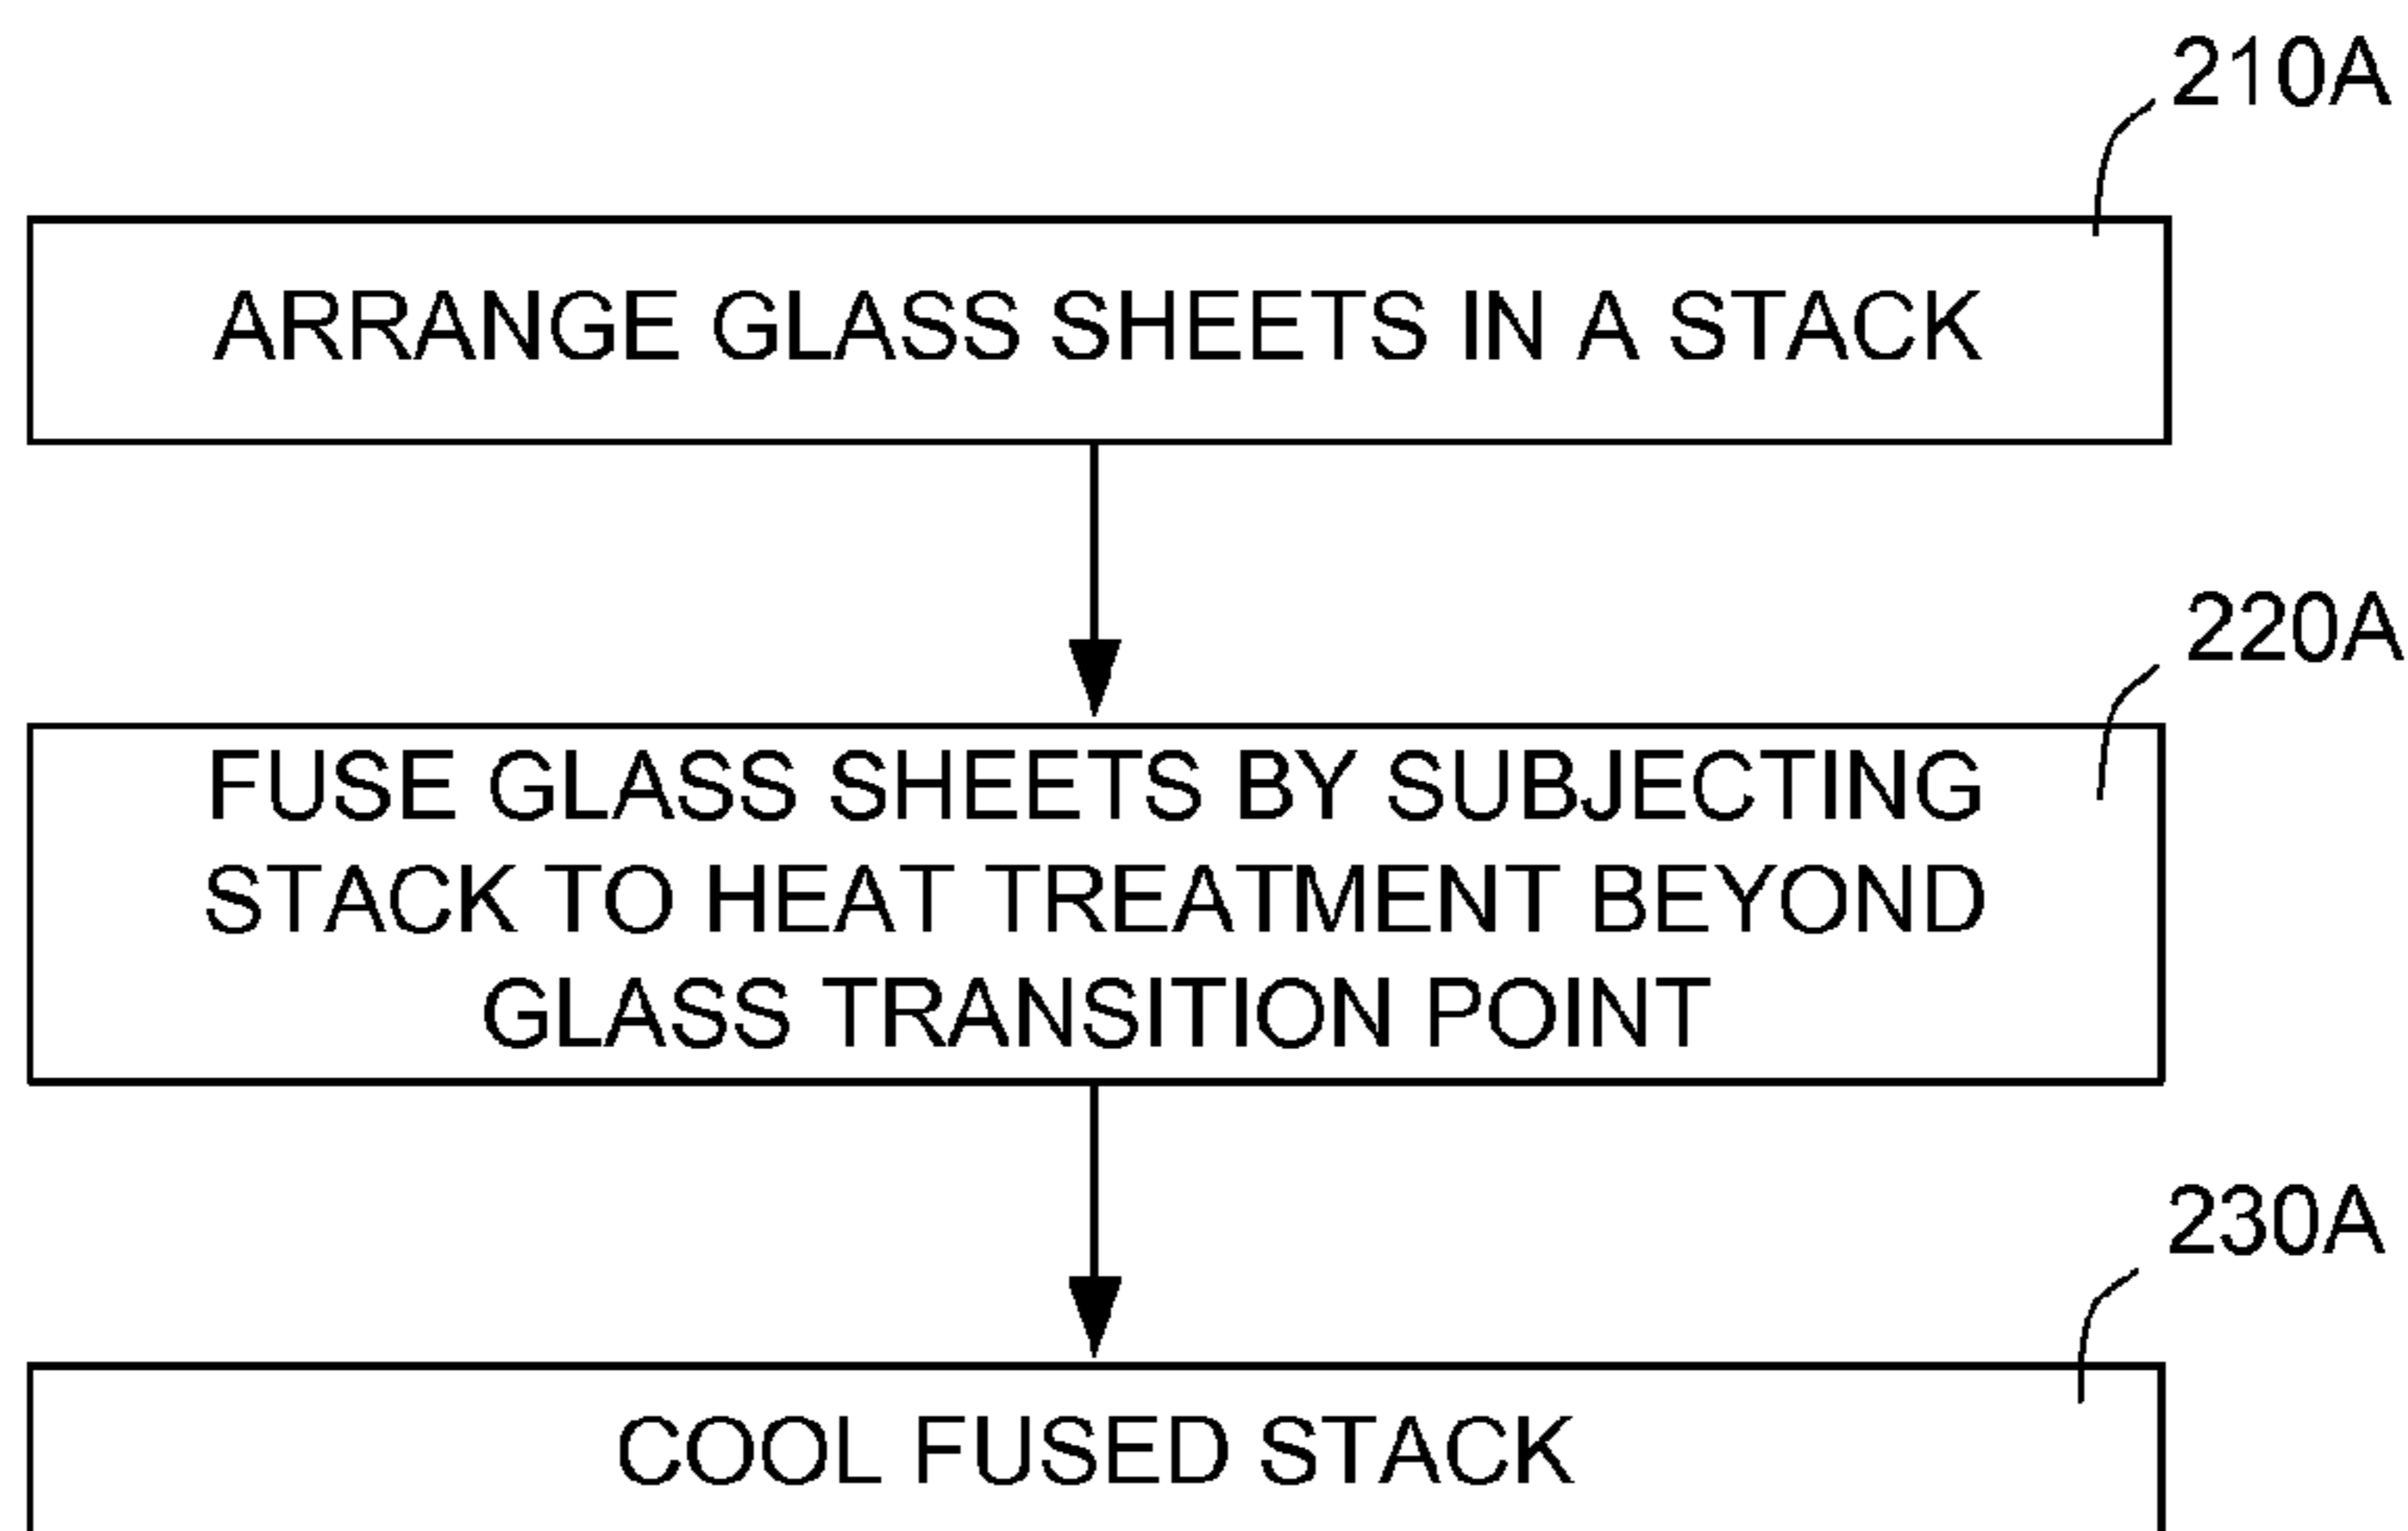 210A
ARRANGE GLASS SHEETS IN A STACK
220A
FUSE GLASS SHEETS BY SUBJECTING
STACK TO HEAT TREATMENT BEYOND
GLASS TRANSITION POINT
230A
COOL FUSED STACK